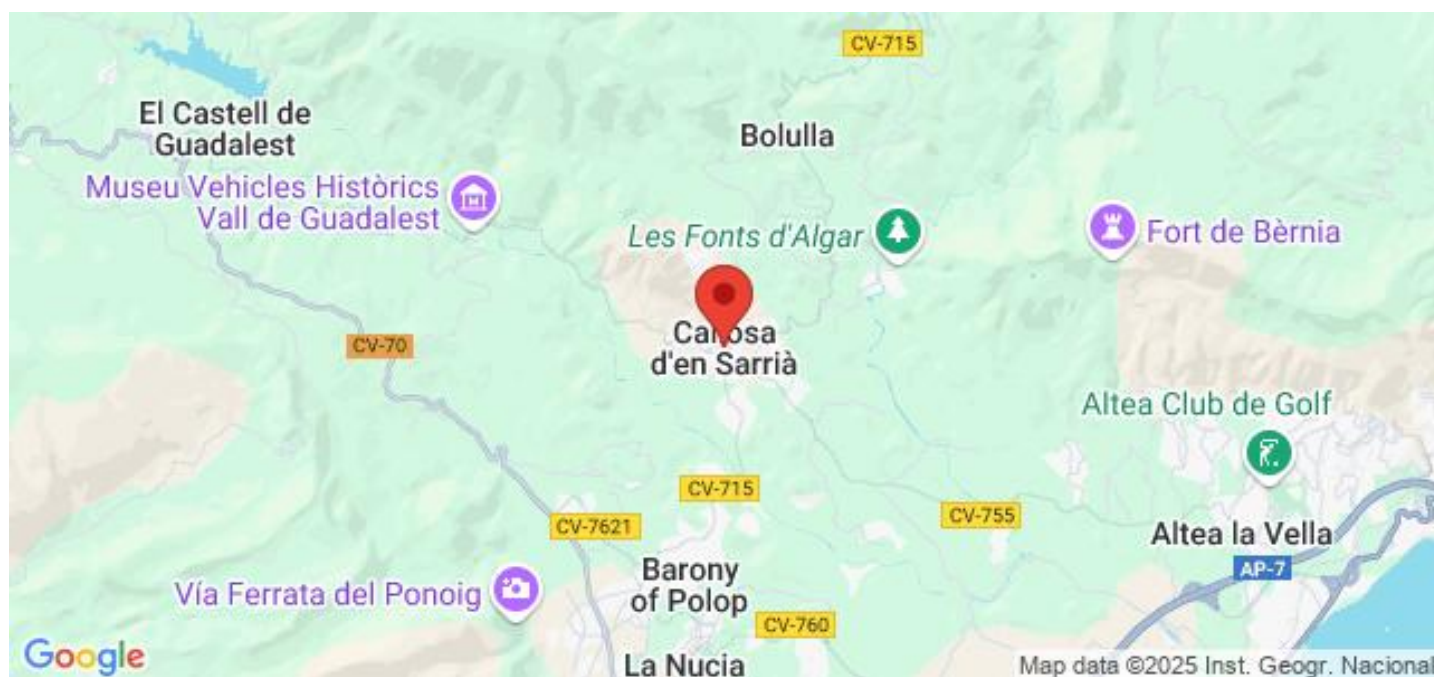 CV-715
El Castell de
Guadalest
Bolulla
Museu Vehicles Històrics
Vall de Guadalest
Les Fonts d'Algar
Fort de Bèrnia
CV-70
d'en Sarrià
Altea Club de Golf
CV-715
CV-7621
CV-755
Altea la Vella
AP-7
Barony
of Polop
Vía Ferrata del Ponoig
CV-760
La Nucia
Google
Map data ©2025 Inst. Geogr. Nacional